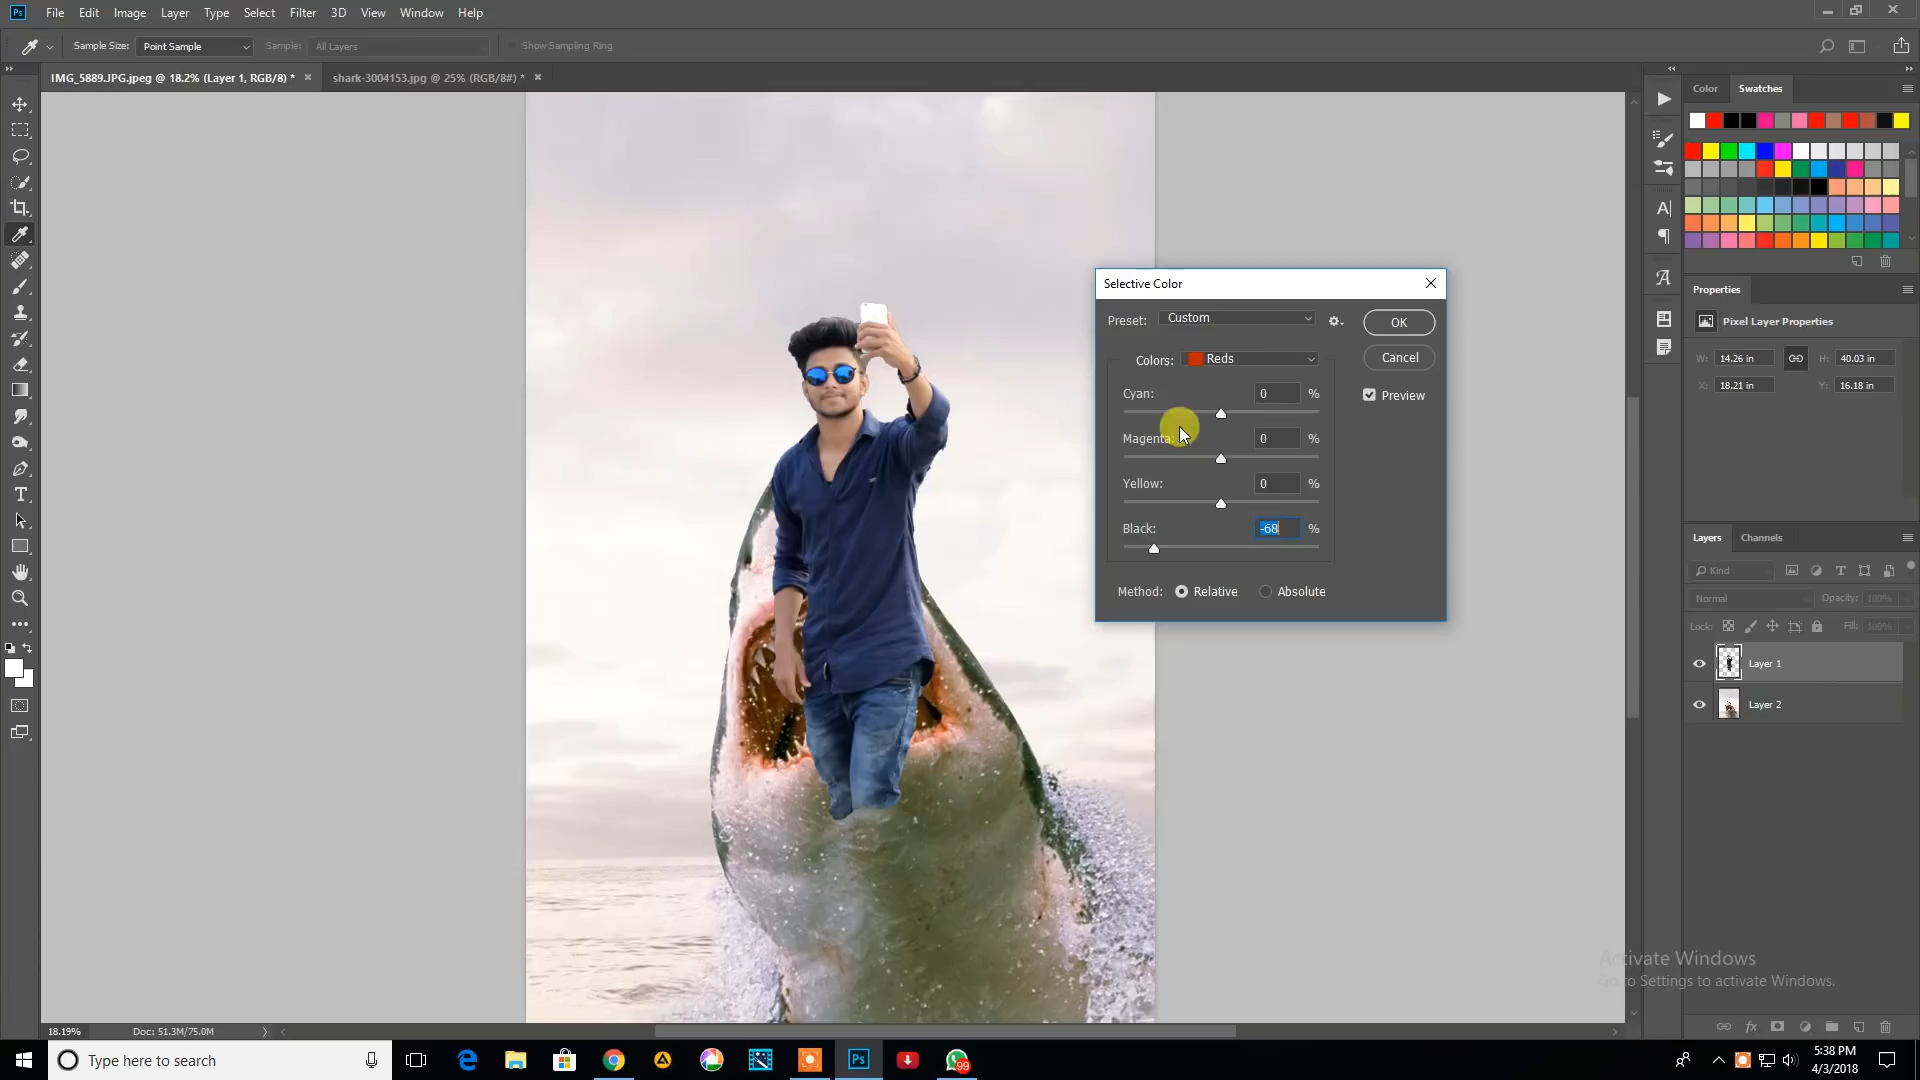 Ps File Edit Image Layer Type Select Filter 3D View Window Help
Sample Size: Point Sample Sample: All Layers Show Sampling Ring
IMG_5889.JPG.jpeg @ 18.2% (Layer 1, RGB/8) * × shark-3004153.jpg @ 25% (RGB/8#) * ×
Color Swatches
Selective Color
Preset: Custom
OK
Colors: Reds
Cancel
Cyan: 0 %
Preview
Magenta: 0 %
Yellow: 0 %
Black: -68 %
Method: Relative Absolute
Properties
Pixel Layer Properties
W: 14.26 in H: 40.03 in
X: 18.21 in Y: 16.18 in
Layers Channels
Kind
Normal Opacity: 100%
Lock: Fill: 100%
Layer 1
Layer 2
Activate Windows
Go to Settings to activate Windows.
18.19% Doc: 51.3M/75.0M
Type here to search
Ps
99
5:38 PM
4/3/2018